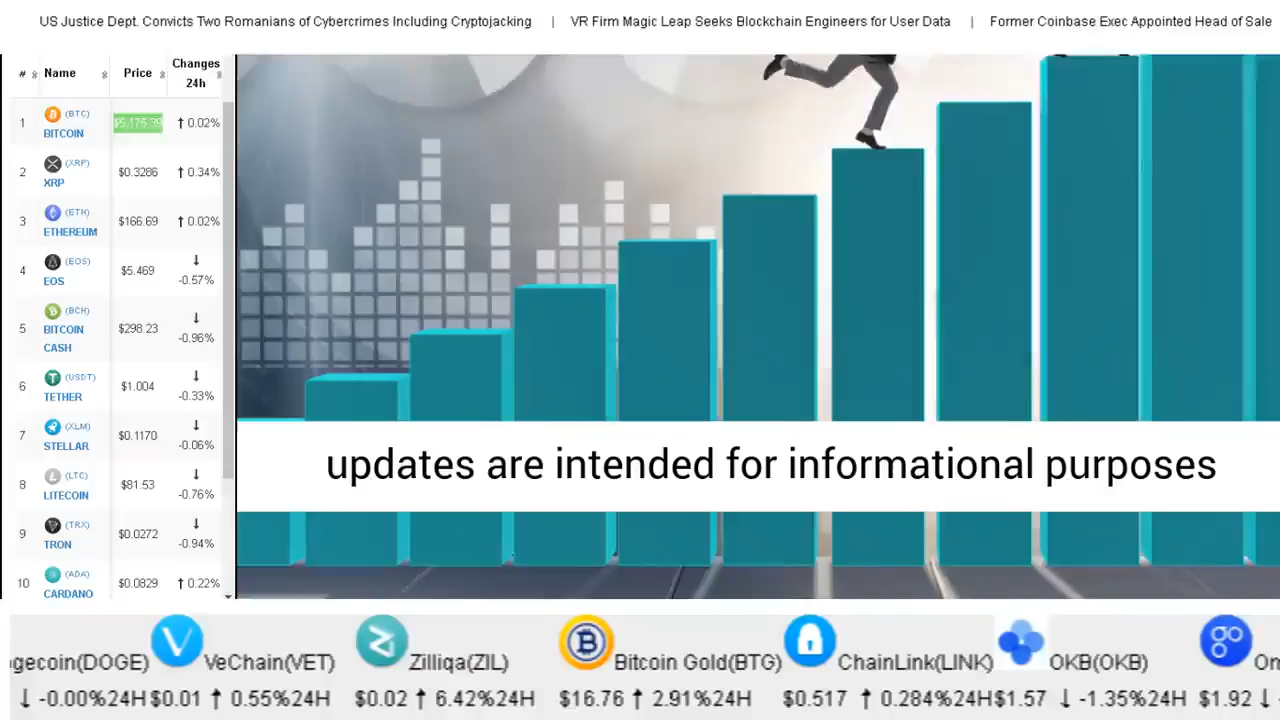 US Justice Dept. Convicts Two Romanians of Cybercrimes Including Cryptojacking | VR Firm Magic Leap Seeks Blockchain Engineers for User Data | Former Coinbase Exec Appointed Head of Sale
# Name Price Changes 24h
1 (BTC) BITCOIN $5,175.39 ↑ 0.02%
2 (XRP) XRP $0.3286 ↑ 0.34%
3 (ETH) ETHEREUM $166.69 ↑ 0.02%
4 (EOS) EOS $5.469 ↓ -0.57%
5 (BCH) BITCOIN CASH $298.23 ↓ -0.96%
6 (USDT) TETHER $1.004 ↓ -0.33%
7 (XLM) STELLAR $0.1170 ↓ -0.06%
8 (LTC) LITECOIN $81.53 ↓ -0.76%
9 (TRX) TRON $0.0272 ↓ -0.94%
10 (ADA) CARDANO $0.0829 ↑ 0.22%
updates are intended for informational purposes
gecoin(DOGE) VeChain(VET) Zilliqa(ZIL) Bitcoin Gold(BTG) ChainLink(LINK) OKB(OKB) Om
↓ -0.00%24H $0.01 ↑ 0.55%24H $0.02 ↑ 6.42%24H $16.76 ↑ 2.91%24H $0.517 ↑ 0.284%24H $1.57 ↓ -1.35%24H $1.92 ↓ -